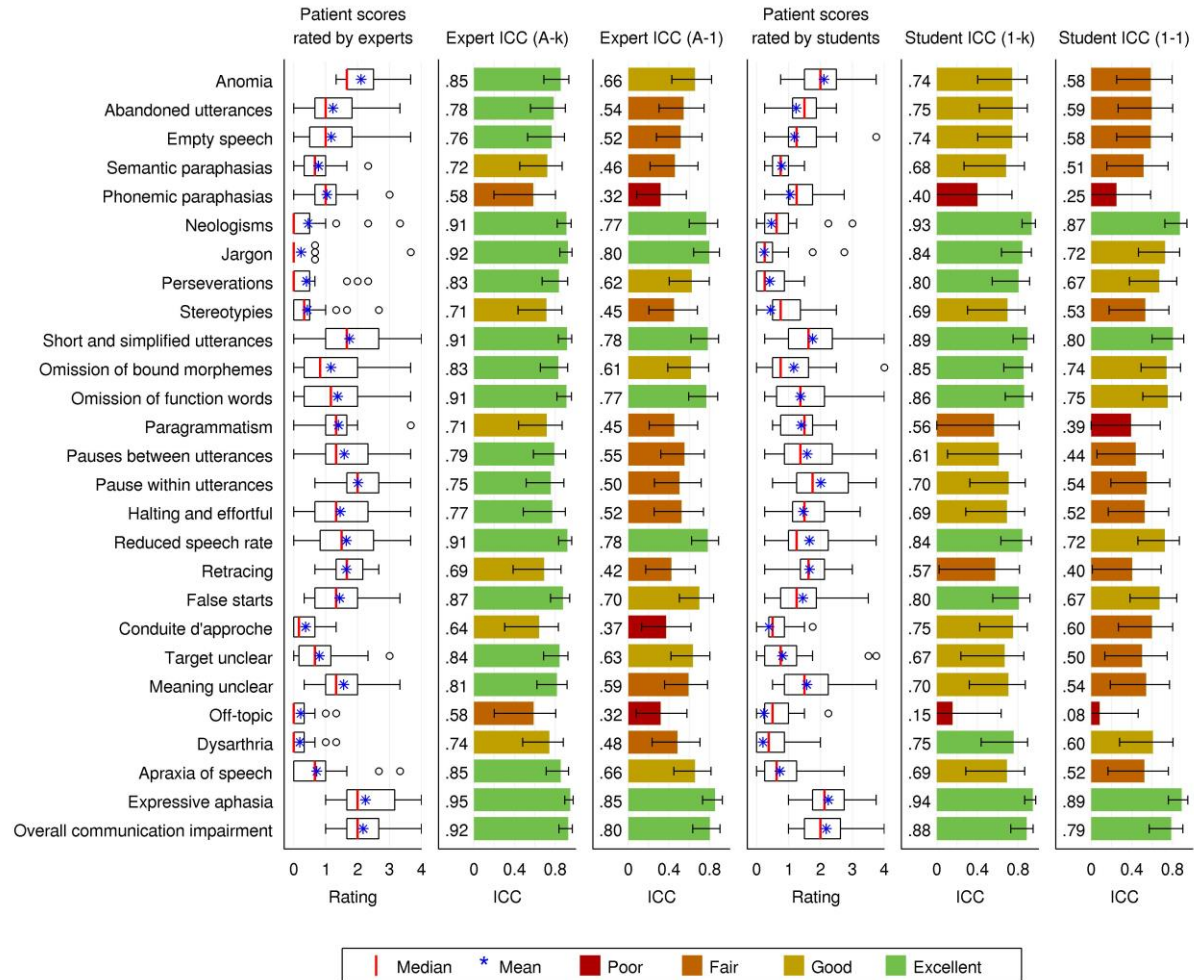 Patient scores rated by experts Expert ICC (A-k) Expert ICC (A-1) Patient scores rated by students Student ICC (1-k) Student ICC (1-1)
Anomia .85 .66 .74 .58
Abandoned utterances .78 .54 .75 .59
Empty speech .76 .52 .74 .58
Semantic paraphasias .72 .46 .68 .51
Phonemic paraphasias .58 .32 .40 .25
Neologisms .91 .77 .93 .87
Jargon .92 .80 .84 .72
Perseverations .83 .62 .80 .67
Stereotypies .71 .45 .69 .53
Short and simplified utterances .91 .78 .89 .80
Omission of bound morphemes .83 .61 .85 .74
Omission of function words .91 .77 .86 .75
Paragrammatism .71 .45 .56 .39
Pauses between utterances .79 .55 .61 .44
Pause within utterances .75 .50 .70 .54
Halting and effortful .77 .52 .69 .52
Reduced speech rate .91 .78 .84 .72
Retracing .69 .42 .57 .40
False starts .87 .70 .80 .67
Conduite d'approche .64 .37 .75 .60
Target unclear .84 .63 .67 .50
Meaning unclear .81 .59 .70 .54
Off-topic .58 .32 .15 .08
Dysarthria .74 .48 .75 .60
Apraxia of speech .85 .66 .69 .52
Expressive aphasia .95 .85 .94 .89
Overall communication impairment .92 .80 .88 .79
0 1 2 3 4 0 0.4 0.8 0 0.4 0.8 0 1 2 3 4 0 0.4 0.8 0 0.4 0.8
Rating ICC ICC Rating ICC ICC
Median Mean Poor Fair Good Excellent